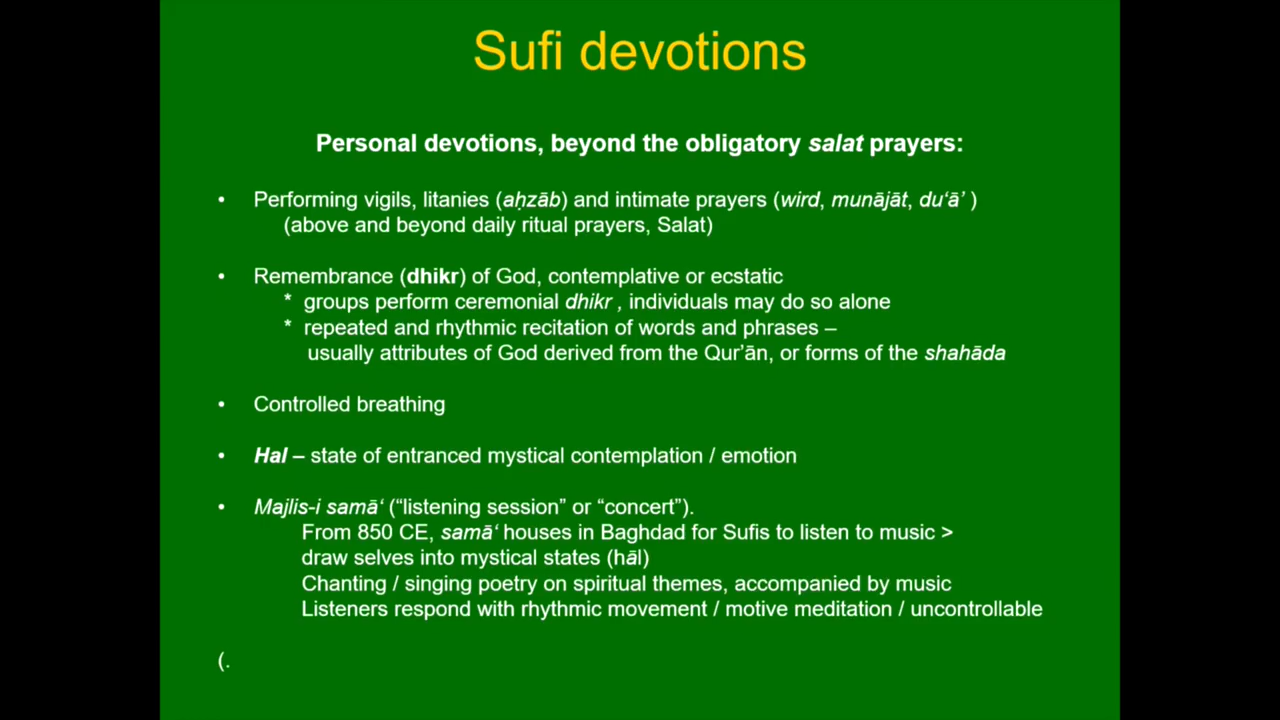 Sufi devotions
Personal devotions, beyond the obligatory salat prayers:
• Performing vigils, litanies (aḥzāb) and intimate prayers (wird, munājāt, du‘ā’ )
(above and beyond daily ritual prayers, Salat)
• Remembrance (dhikr) of God, contemplative or ecstatic
* groups perform ceremonial dhikr , individuals may do so alone
* repeated and rhythmic recitation of words and phrases –
usually attributes of God derived from the Qur’ān, or forms of the shahāda
• Controlled breathing
• Hal – state of entranced mystical contemplation / emotion
• Majlis-i samā‘ (“listening session” or “concert”).
From 850 CE, samā‘ houses in Baghdad for Sufis to listen to music >
draw selves into mystical states (hāl)
Chanting / singing poetry on spiritual themes, accompanied by music
Listeners respond with rhythmic movement / motive meditation / uncontrollable
(.